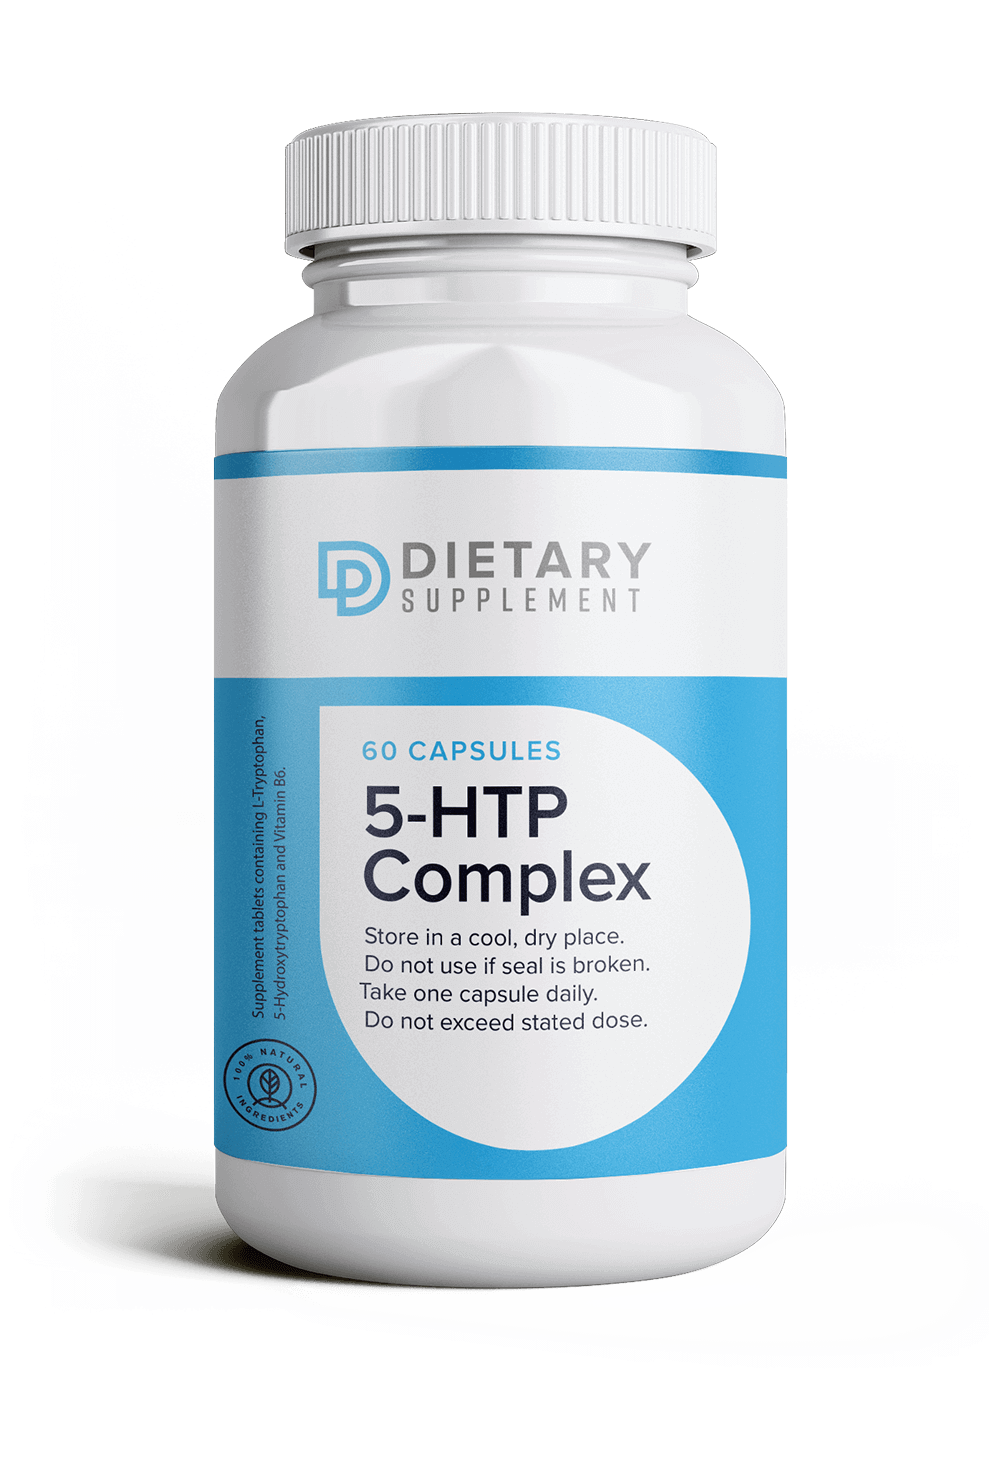 DIETARY
SUPPLEMENT
60 CAPSULES
5-HTP
Complex
Store in a cool, dry place.
Do not use if seal is broken.
Take one capsule daily.
Do not exceed stated dose.
Supplement tablets containing L-Tryptophan,
5-Hydroxytryptophan and Vitamin B6.
100% NATURAL
INGREDIENTS